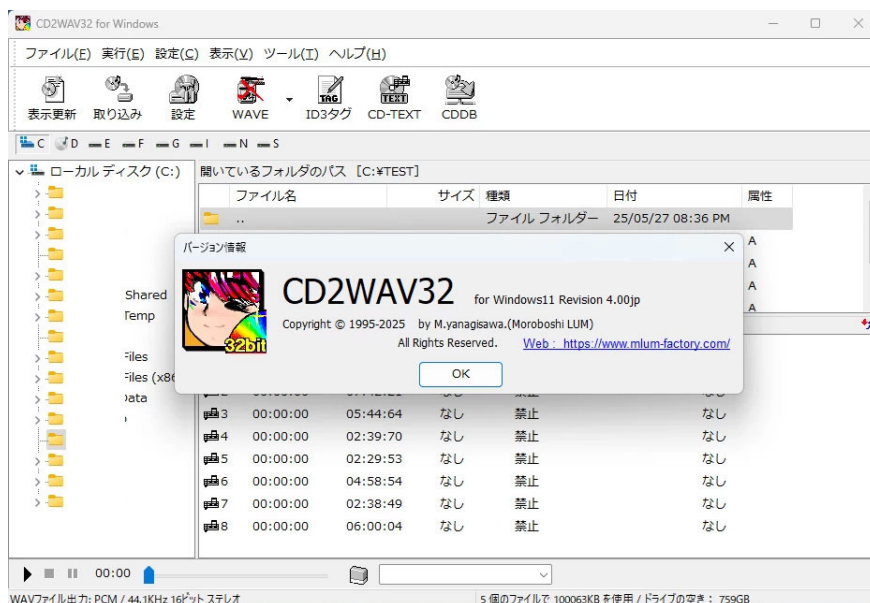 CD2WAV32 for Windows
ファイル(F) 実行(E) 設定(C) 表示(V) ツール(T) ヘルプ(H)
TAG TEXT
表示更新 取り込み 設定 WAVE ID3タグ CD-TEXT CDDB
C D E F G I N S
ローカル ディスク (C:) 開いているフォルダのパス [C:¥TEST]
ファイル名 サイズ 種類 日付 属性
.. ファイル フォルダー 25/05/27 08:36 PM
A
A
A
A
バージョン情報
CD2WAV32 for Windows11 Revision 4.00jp
Copyright © 1995-2025 by M.yanagisawa.(Moroboshi LUM)
All Rights Reserved. Web : https://www.mlum-factory.com/
32bit
OK
Shared
Temp
Files
Files (x86
Data
3 00:00:00 05:44:64 なし 禁止 なし
4 00:00:00 02:39:70 なし 禁止 なし
5 00:00:00 02:29:53 なし 禁止 なし
6 00:00:00 04:58:54 なし 禁止 なし
7 00:00:00 02:38:49 なし 禁止 なし
8 00:00:00 06:00:04 なし 禁止 なし
00:00
WAVファイル出力: PCM / 44.1KHz 16ビット ステレオ 5 個のファイルで 100063KB を使用 / ドライブの空き : 759GB